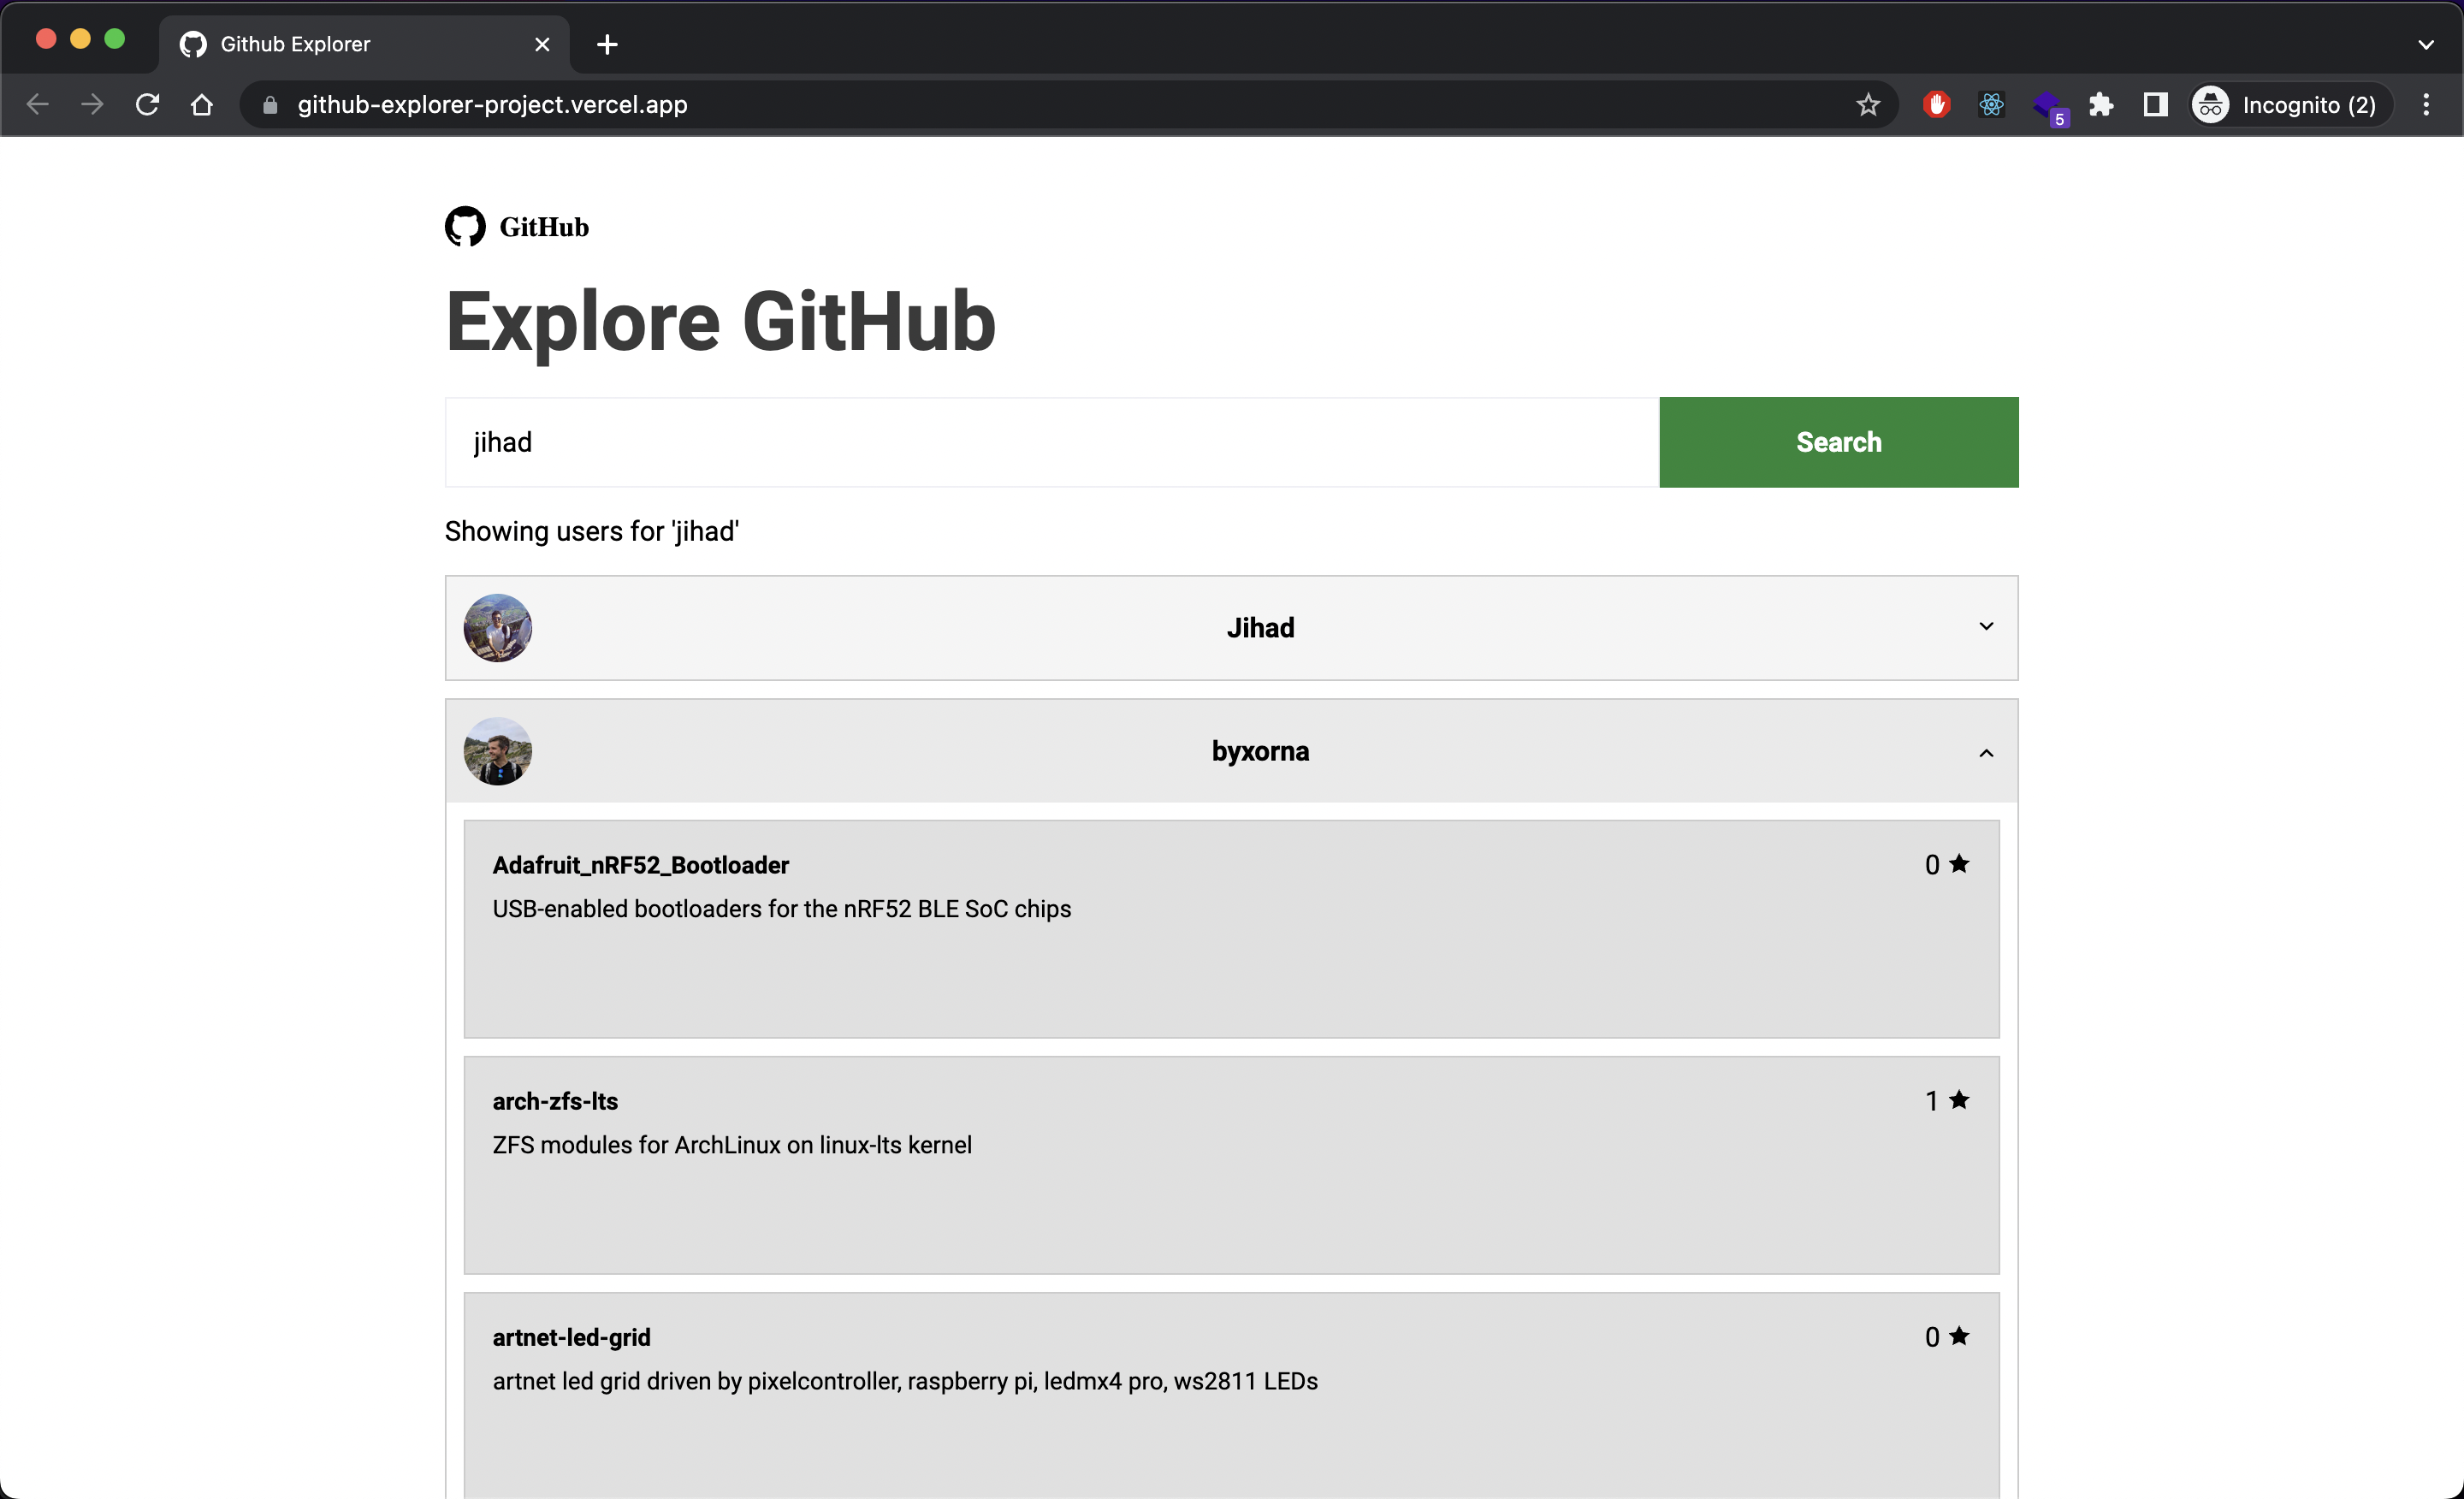 Github Explorer
github-explorer-project.vercel.app
5
Incognito (2)
GitHub
Explore GitHub
jihad
Search
Showing users for 'jihad'
Jihad
byxorna
Adafruit_nRF52_Bootloader
0
USB-enabled bootloaders for the nRF52 BLE SoC chips
arch-zfs-lts
1
ZFS modules for ArchLinux on linux-lts kernel
artnet-led-grid
0
artnet led grid driven by pixelcontroller, raspberry pi, ledmx4 pro, ws2811 LEDs